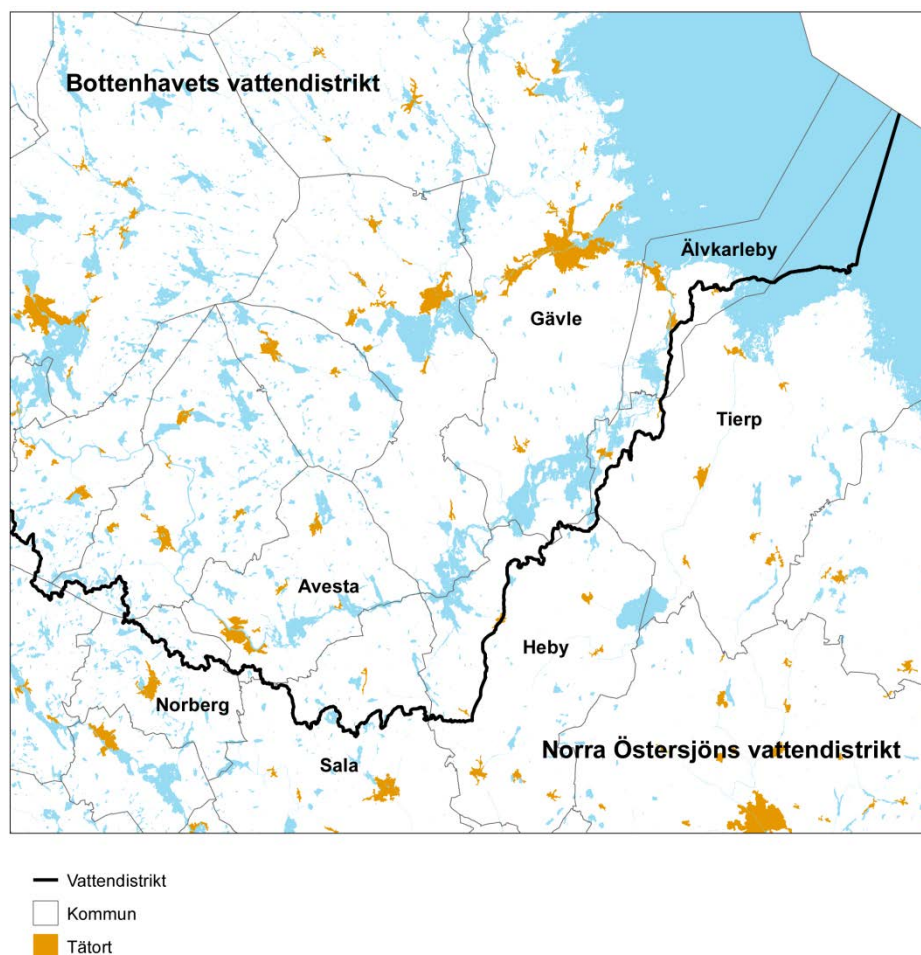 Bottenhavets vattendistrikt
Älvkarleby
Gävle
Tierp
Avesta
Heby
Norberg
Norra Östersjöns vattendistrikt
Sala
Vattendistrikt
Kommun
Tätort